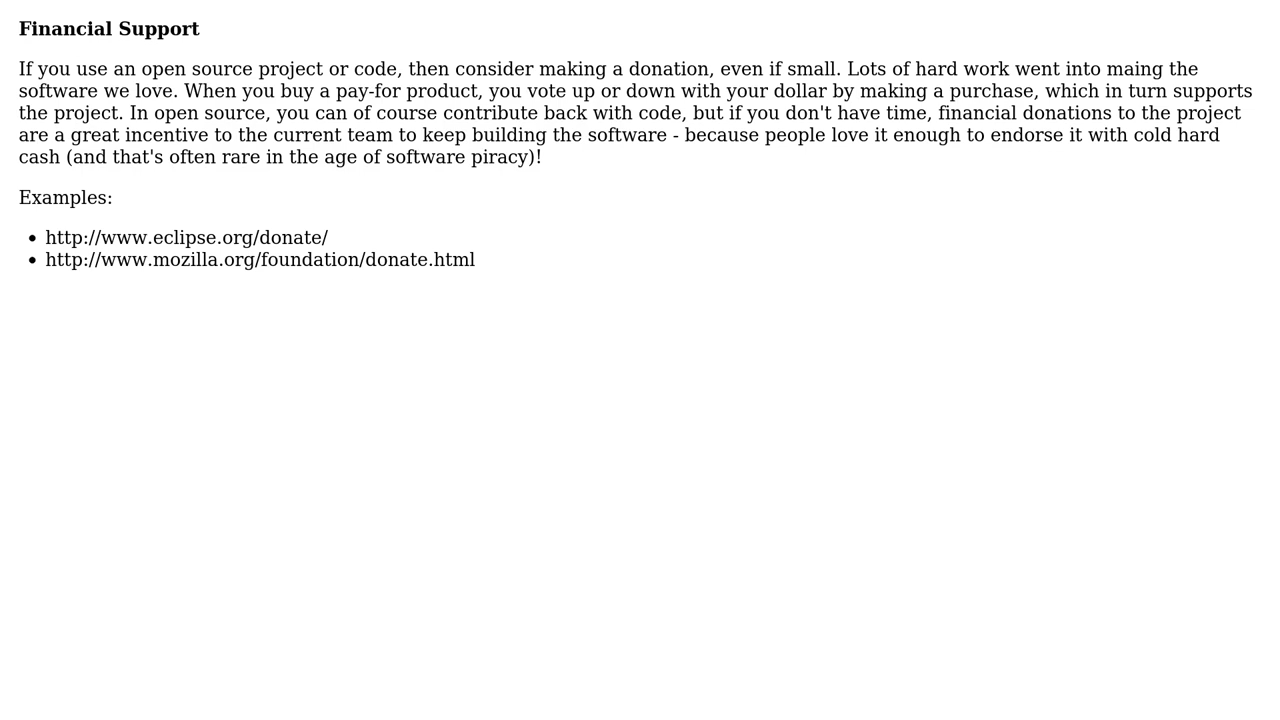 Financial Support
If you use an open source project or code, then consider making a donation, even if small. Lots of hard work went into maing the
software we love. When you buy a pay-for product, you vote up or down with your dollar by making a purchase, which in turn supports
the project. In open source, you can of course contribute back with code, but if you don't have time, financial donations to the project
are a great incentive to the current team to keep building the software - because people love it enough to endorse it with cold hard
cash (and that's often rare in the age of software piracy)!
Examples:
• http://www.eclipse.org/donate/
• http://www.mozilla.org/foundation/donate.html